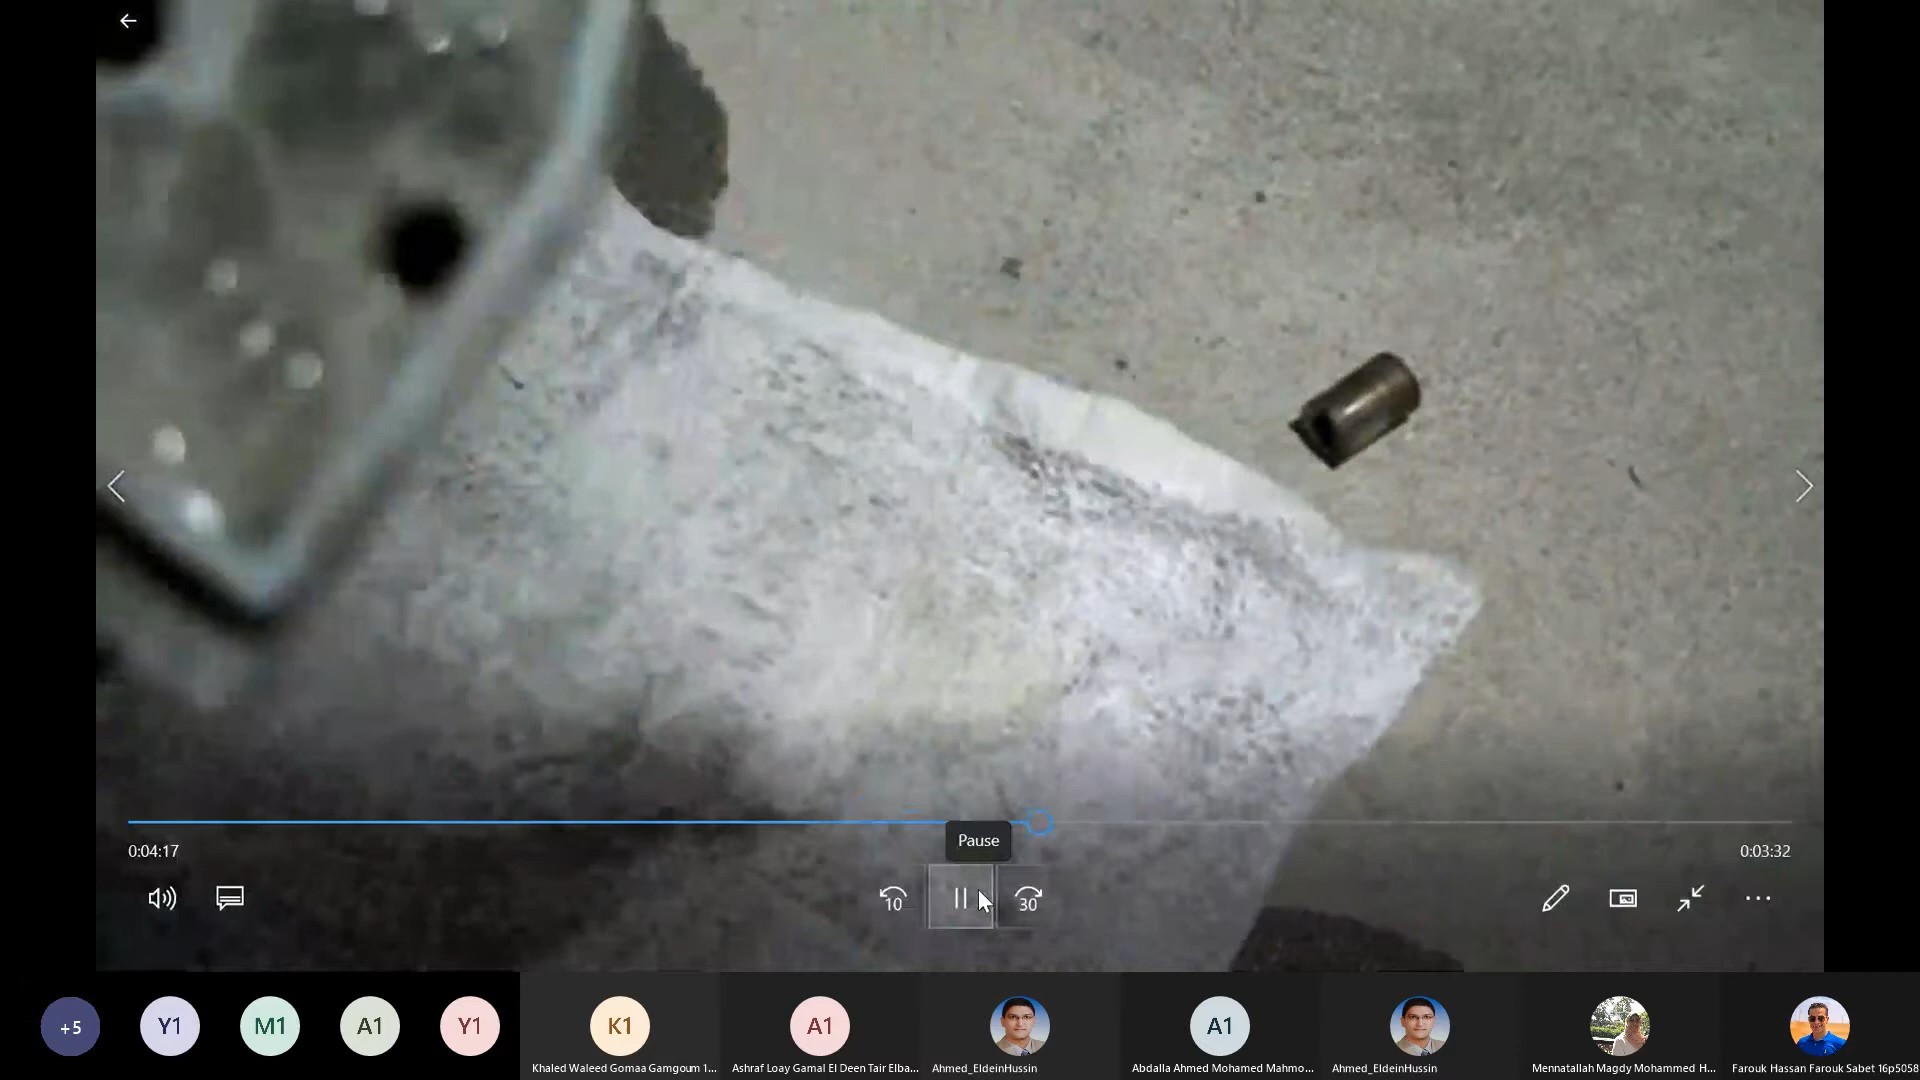 Pause
0:04:17
0:03:32
10
30
+5
Y1
M1
A1
Y1
K1
A1
A1
Khaled Waleed Gomaa Gamgoum 1...
Ashraf Loay Gamal El Deen Tair Elba...
Ahmed_EldeinHussin
Abdalla Ahmed Mohamed Mahmo...
Ahmed_EldeinHussin
Mennatallah Magdy Mohammed H...
Farouk Hassan Farouk Sabet 16p5058